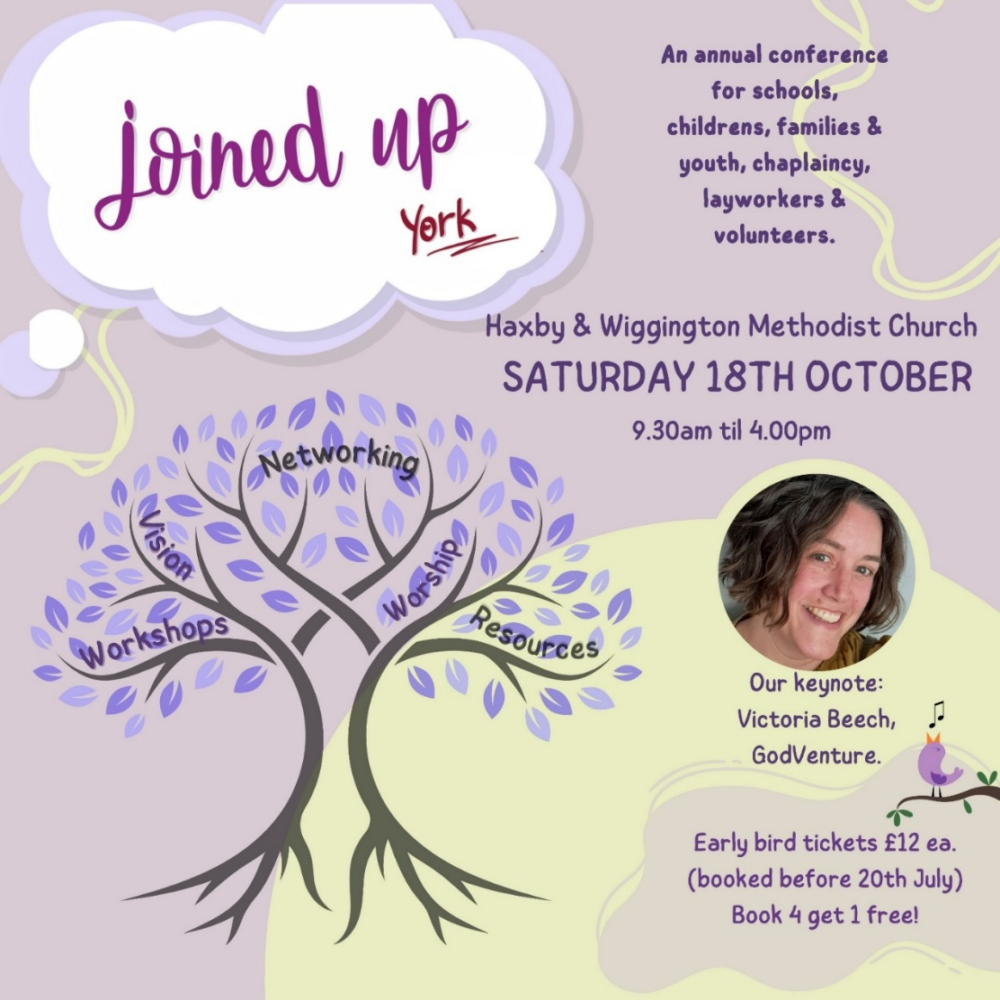 joined up
York
An annual conference
for schools,
childrens, families &
youth, chaplaincy,
layworkers &
volunteers.
Haxby & Wiggington Methodist Church
SATURDAY 18TH OCTOBER
9.30am til 4.00pm
Networking
Vision
Worship
Workshops
Resources
Our keynote:
Victoria Beech,
GodVenture.
Early bird tickets £12 ea.
(booked before 20th July)
Book 4 get 1 free!